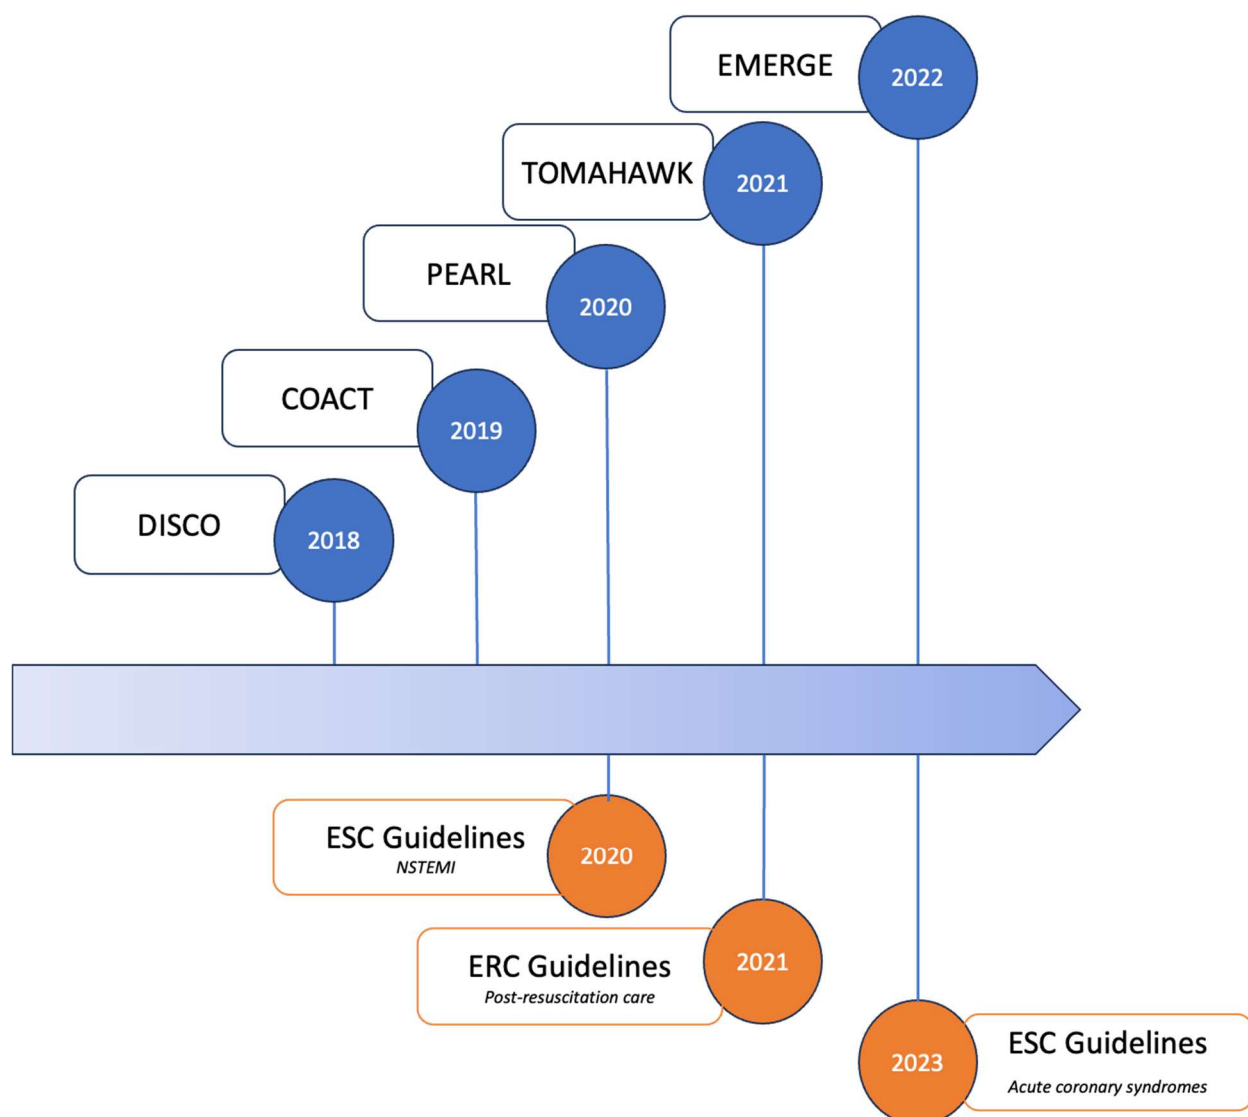 EMERGE
2022
TOMAHAWK
2021
PEARL
2020
COACT
2019
DISCO
2018
ESC Guidelines
NSTEMI
2020
ERC Guidelines
Post-resuscitation care
2021
2023
ESC Guidelines
Acute coronary syndromes